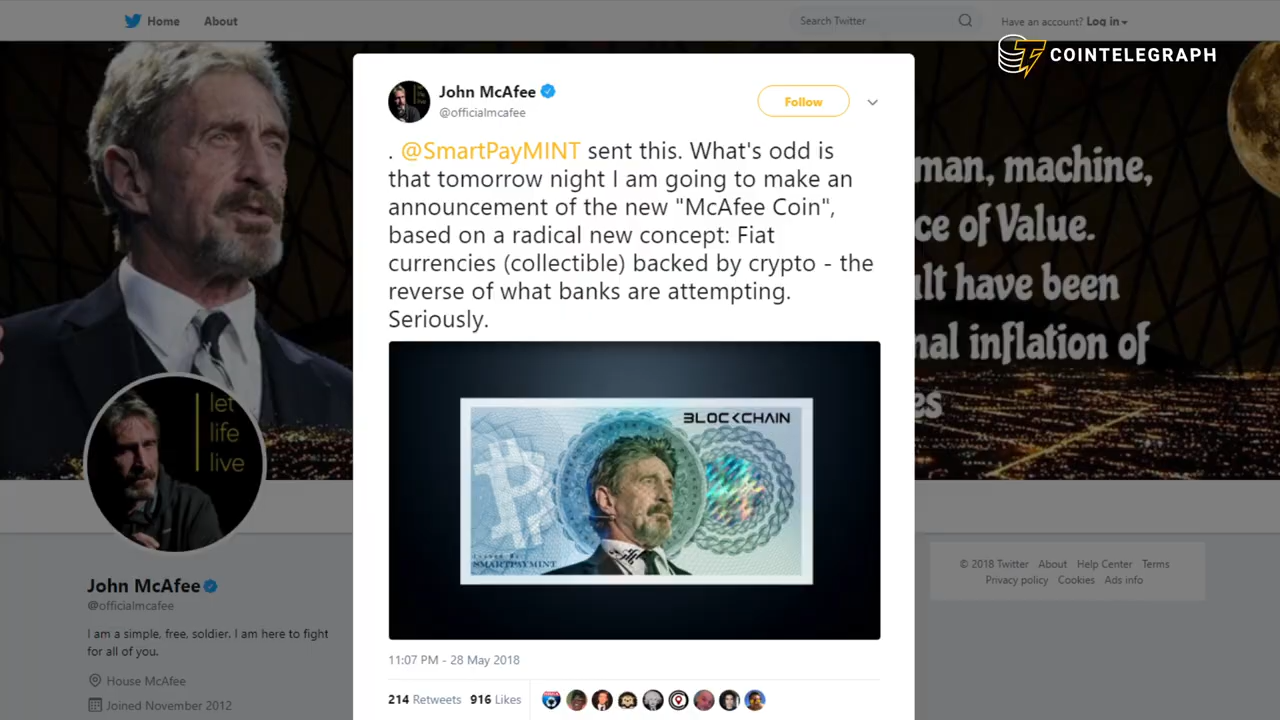 Home About Search Twitter Have an account? Log in
COINTELEGRAPH
John McAfee
@officialmcafee
Follow
. @SmartPayMINT sent this. What's odd is
that tomorrow night I am going to make an
announcement of the new "McAfee Coin",
based on a radical new concept: Fiat
currencies (collectible) backed by crypto - the
reverse of what banks are attempting.
Seriously.
BLOCKCHAIN
Issued By
SMARTPAYMINT
11:07 PM - 28 May 2018
214 Retweets 916 Likes
man, machine,
of Value.
have been
inflation of
let
life
live
John McAfee
@officialmcafee
I am a simple, free, soldier. I am here to fight
for all of you.
House McAfee
Joined November 2012
© 2018 Twitter About Help Center Terms
Privacy policy Cookies Ads info